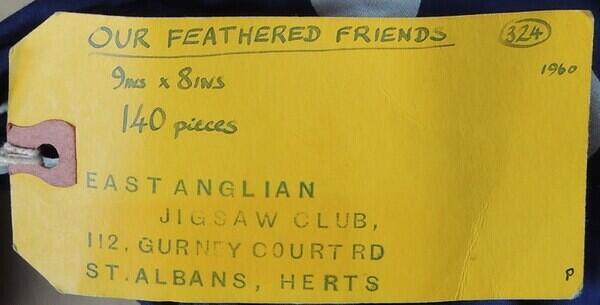 OUR FEATHERED FRIENDS
324
1960
9INS x 8INS
140 pieces
EAST ANGLIAN
JIGSAW CLUB,
112, GURNEY COURT RD
ST. ALBANS, HERTS
P